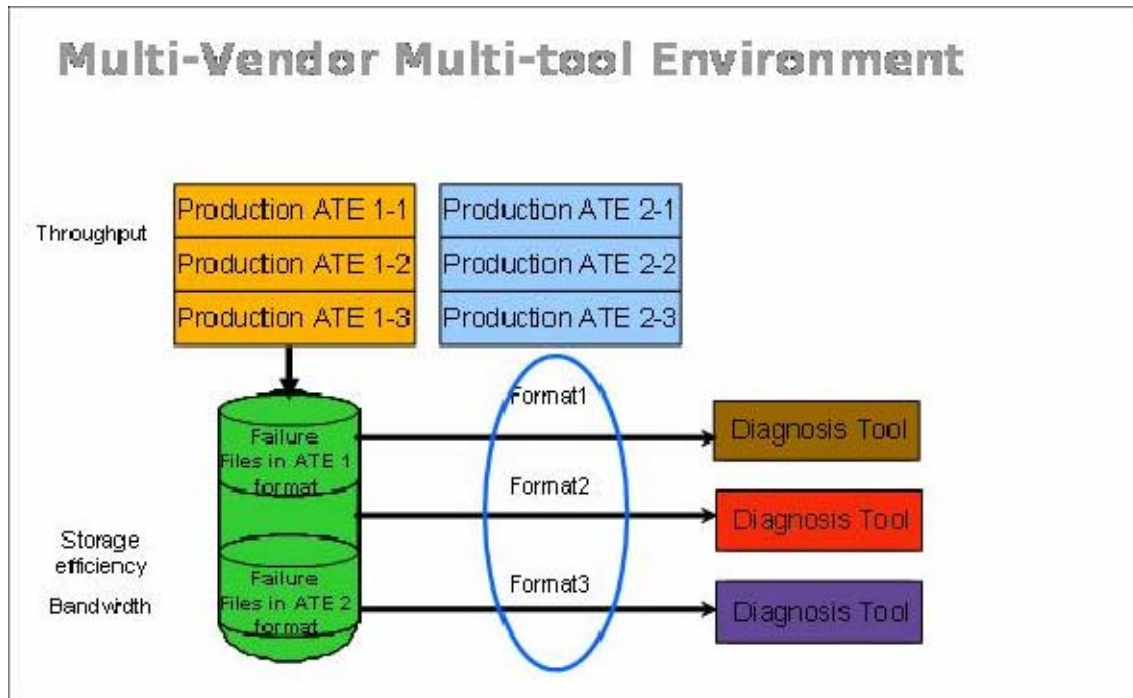 Multi-Vendor Multi-tool Environment
Throughput
Production ATE 1-1
Production ATE 1-2
Production ATE 1-3
Production ATE 2-1
Production ATE 2-2
Production ATE 2-3
Failure
Files in ATE 1
format
Format1
Diagnosis Tool
Format2
Diagnosis Tool
Storage
efficiency
Bandwidth
Failure
Files in ATE 2
format
Format3
Diagnosis Tool